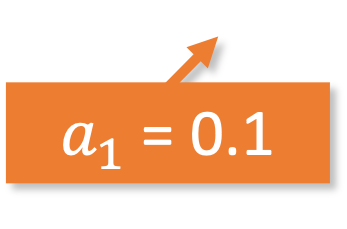 a₁ = 0.1